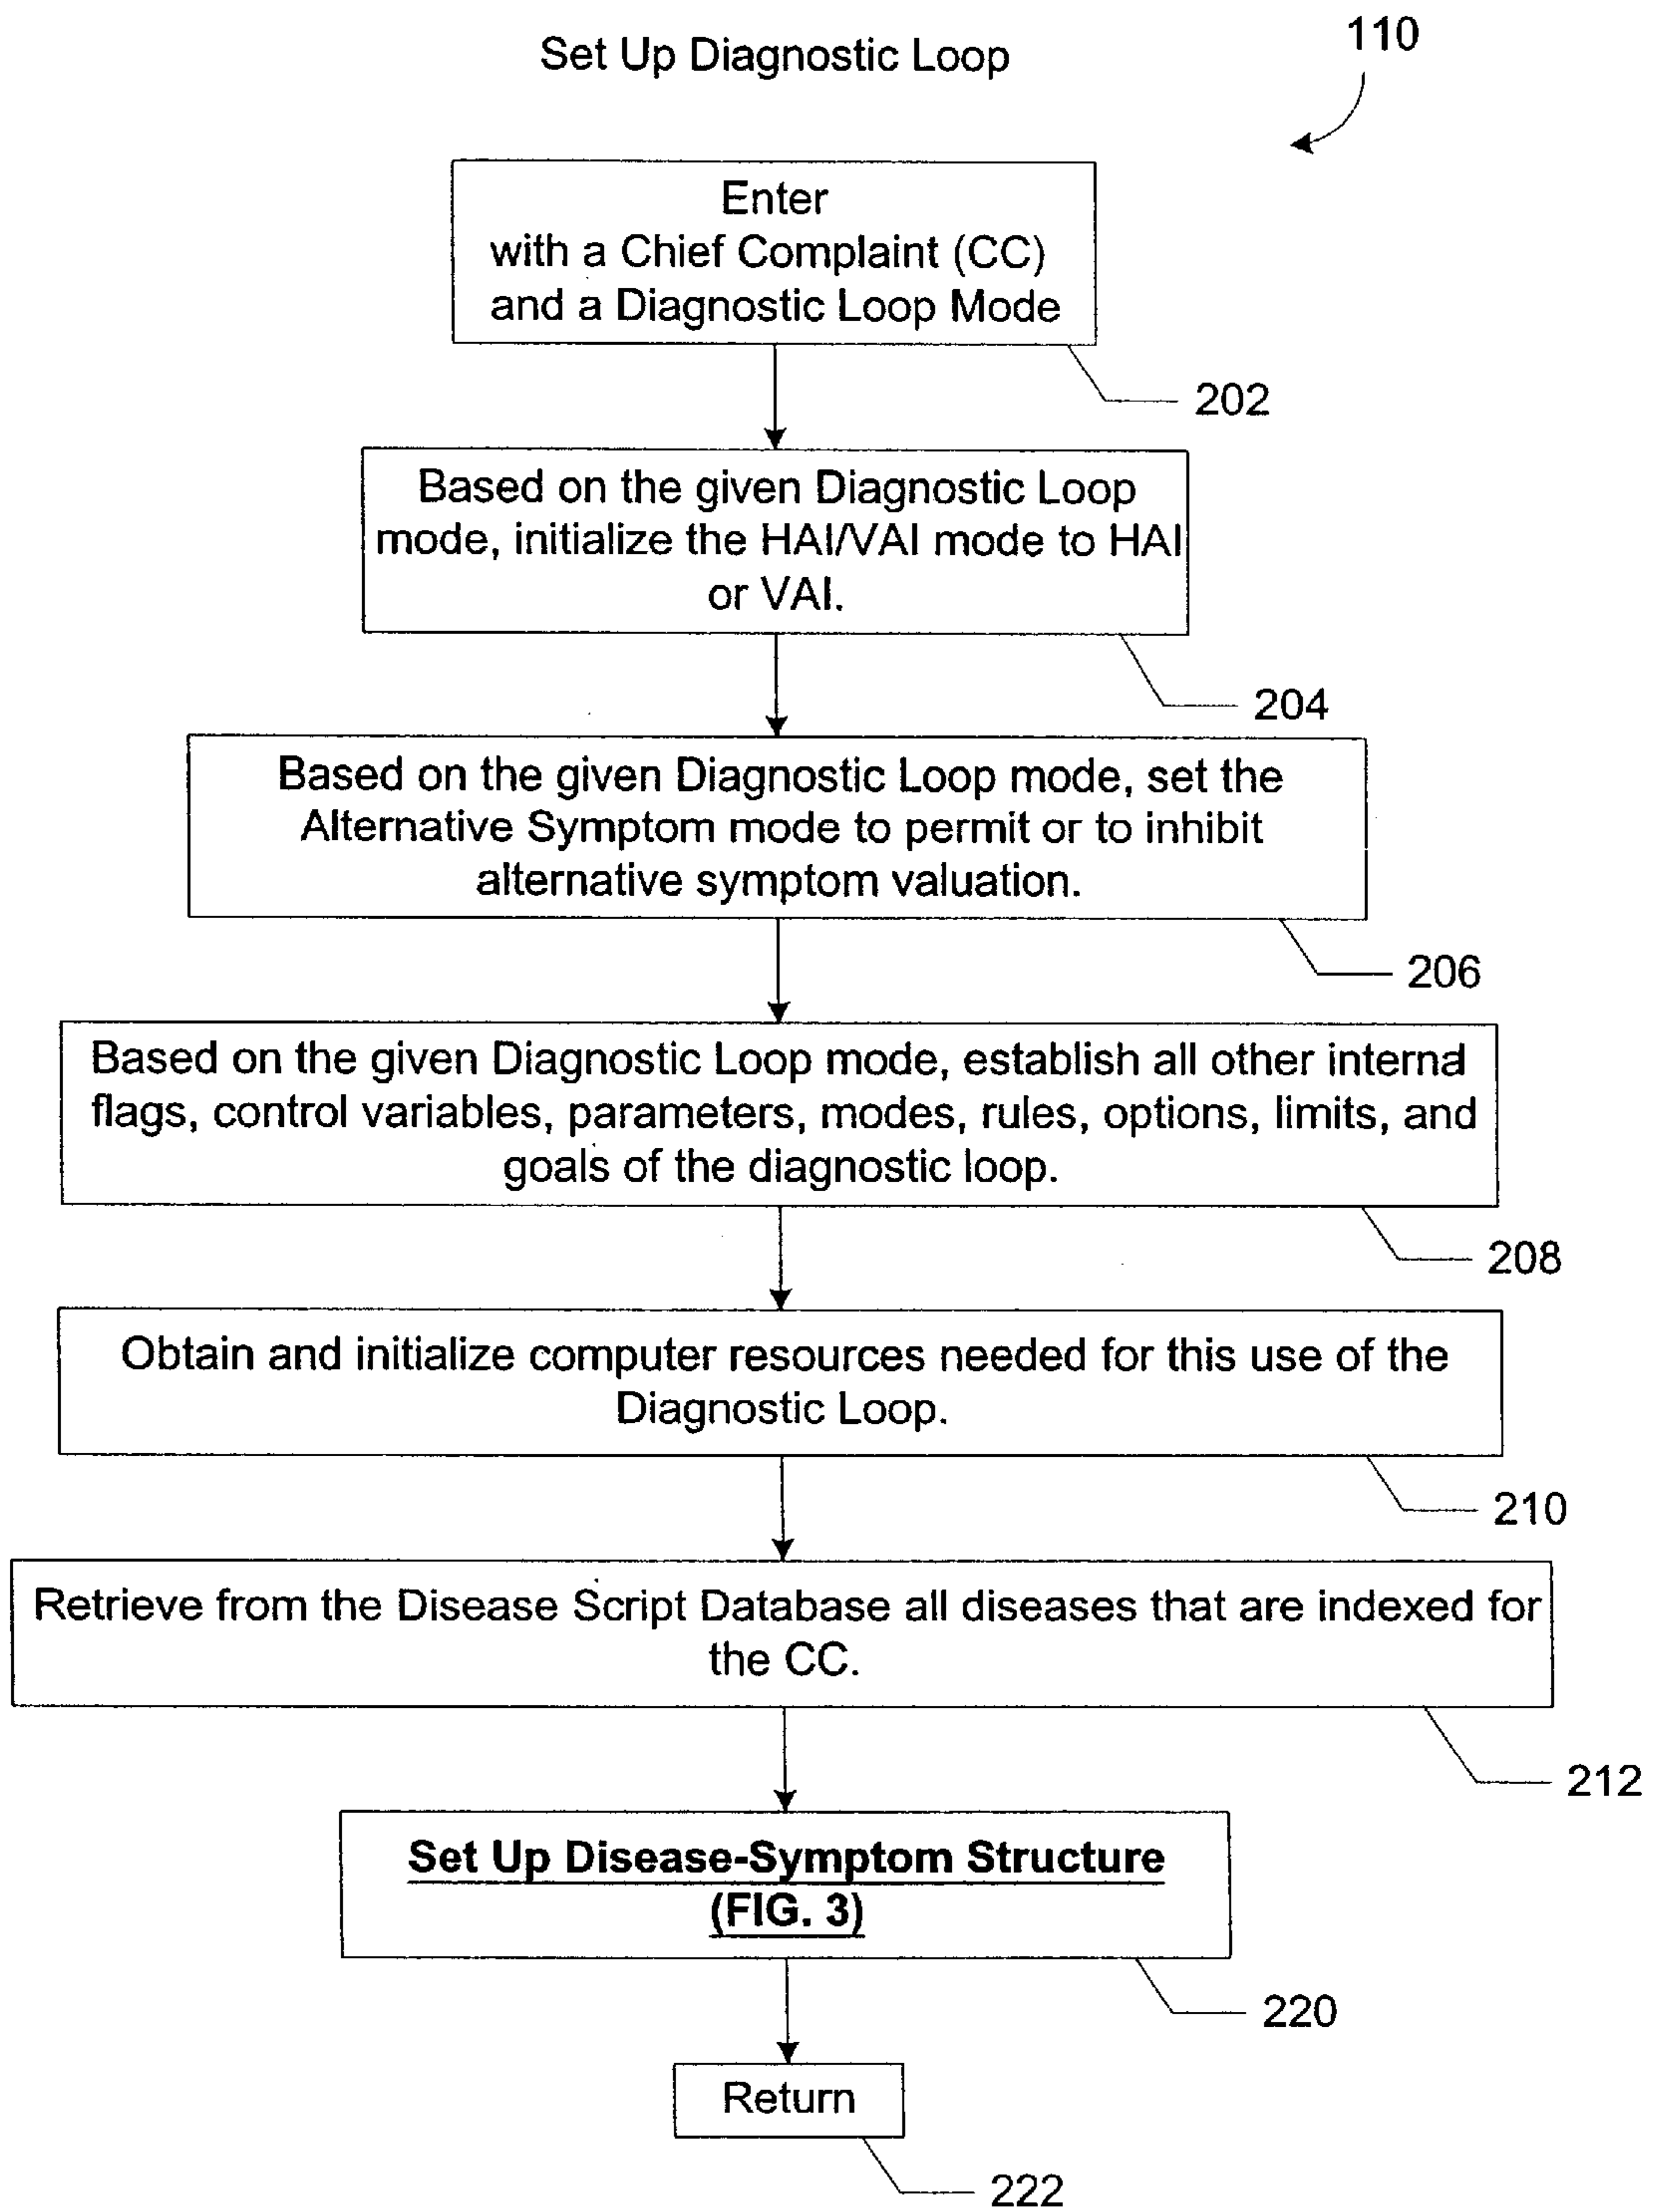 Set Up Diagnostic Loop
110
Enter
with a Chief Complaint (CC)
and a Diagnostic Loop Mode
202
Based on the given Diagnostic Loop
mode, initialize the HAI/VAI mode to HAI
or VAI.
204
Based on the given Diagnostic Loop mode, set the
Alternative Symptom mode to permit or to inhibit
alternative symptom valuation.
206
Based on the given Diagnostic Loop mode, establish all other internal
flags, control variables, parameters, modes, rules, options, limits, and
goals of the diagnostic loop.
208
Obtain and initialize computer resources needed for this use of the
Diagnostic Loop.
210
Retrieve from the Disease Script Database all diseases that are indexed for
the CC.
212
Set Up Disease-Symptom Structure
(FIG. 3)
220
Return
222